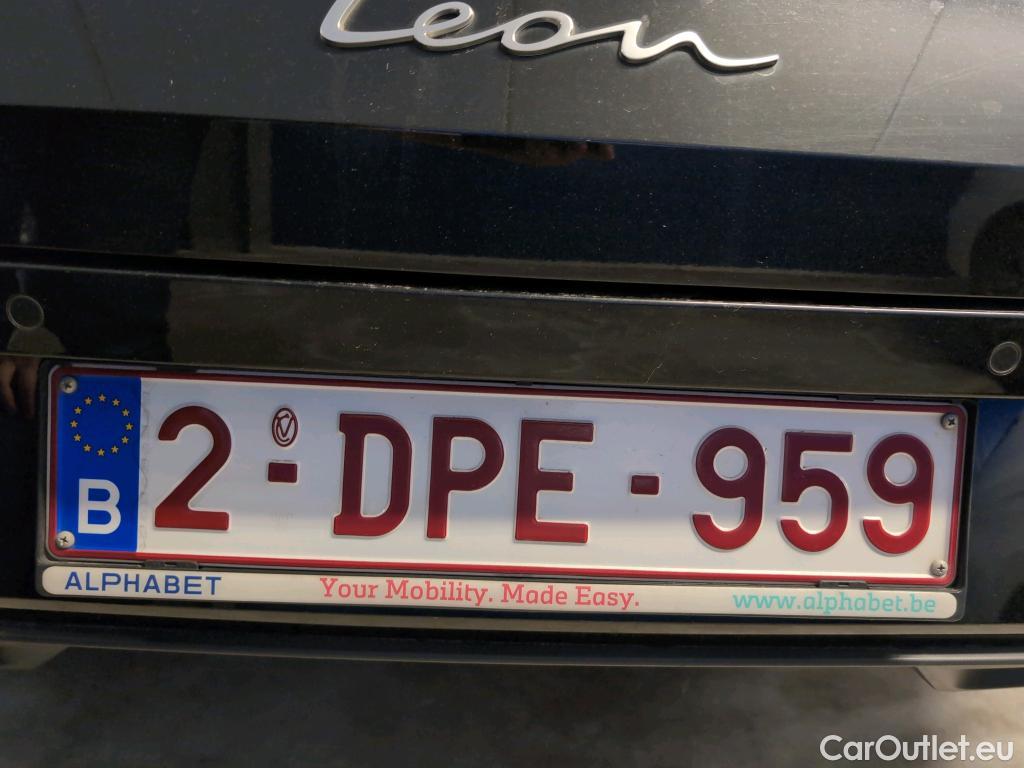 Leon
B 2-DPE-959
ALPHABET Your Mobility. Made Easy. www.alphabet.be
CarOutlet.eu